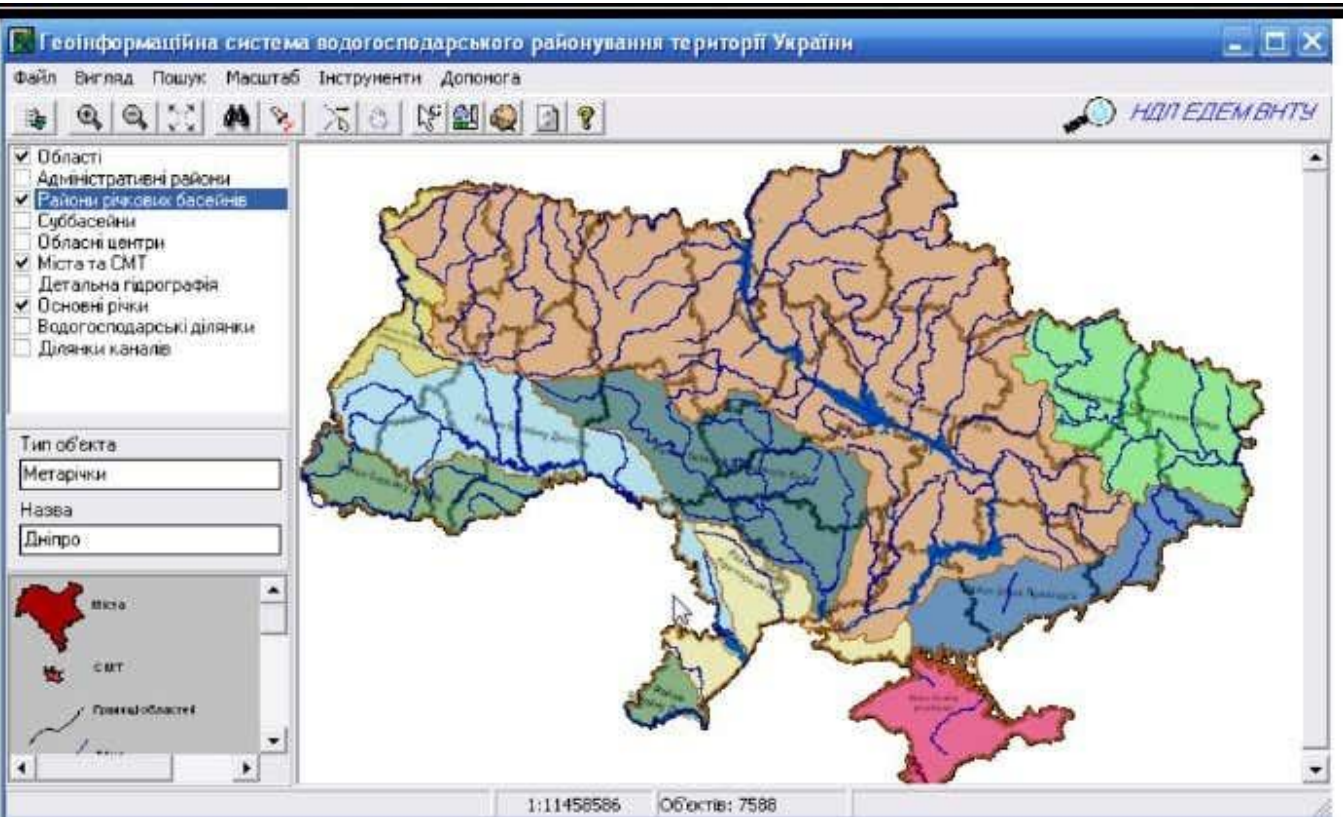 Геоінформаційна система водогосподарського районування території України
Файл Вигляд Пошук Масштаб Інструменти Допомога
НДЛ ЕДЕМ ВНТУ
Області
Адміністративні райони
Райони річкових басейнів
Суббасейни
Обласні центри
Міста та СМТ
Детальна гідрографія
Основні річки
Водогосподарські ділянки
Ділянки каналів
Тип об'єкта
Метарічки
Назва
Дніпро
Міста
СМТ
Границі областей
1:11458586
Об'єктів: 7588